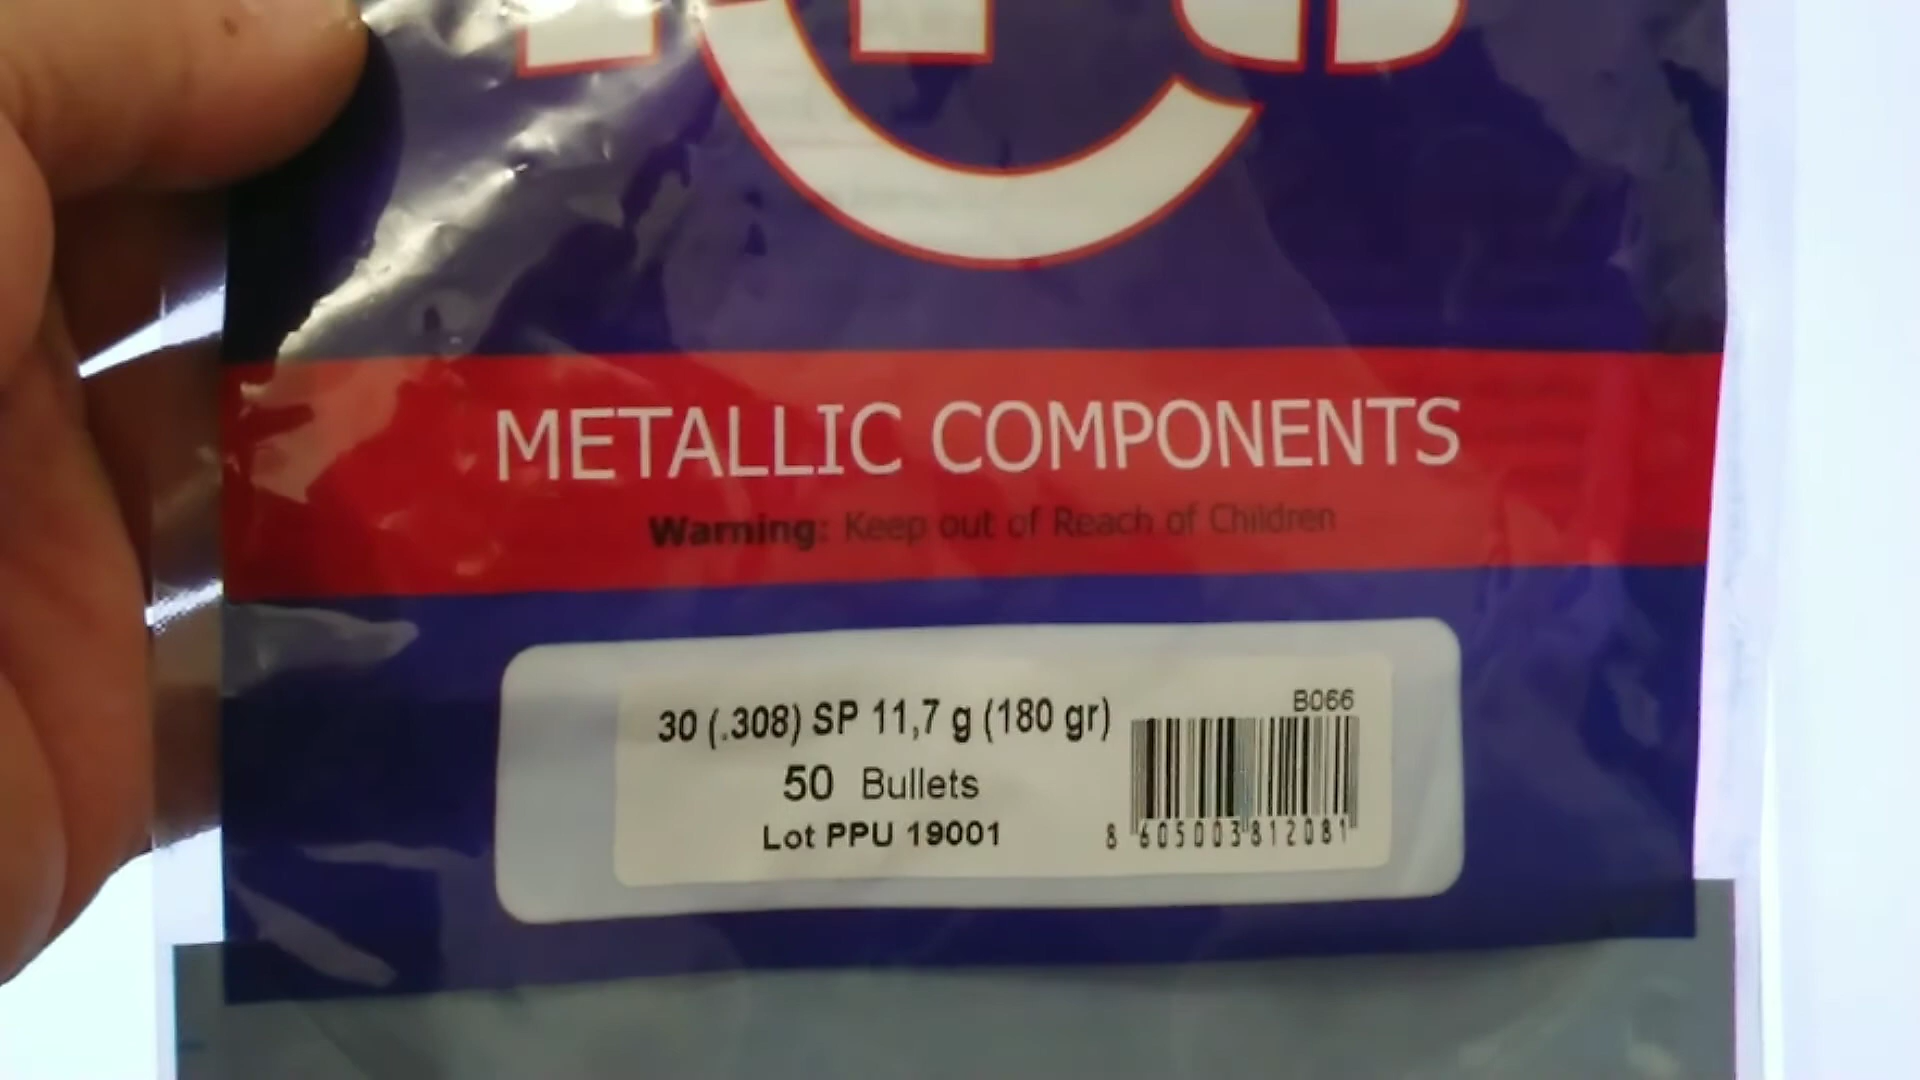 METALLIC COMPONENTS
Warning: Keep out of Reach of Children
B066
30 (.308) SP 11,7 g (180 gr)
50 Bullets
Lot PPU 19001
8 605003 812081